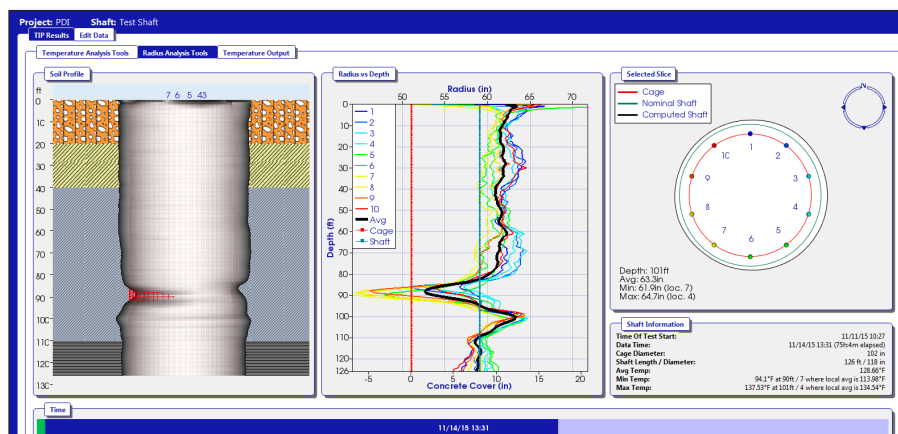 Project: PDI Shaft: Test Shaft
TIP Results Edit Data
Temperature Analysis Tools Radius Analysis Tools Temperature Output
Soil Profile
ft
7 6 5 43
0
1C
20
30
40
50
60
70
80
90
10C
11C
12C
13C
Radius vs Depth
Radius (in)
50 55 60 65 70
Depth (ft)
0
10
20
30
40
50
60
70
80
90
100
110
120
126
1
2
3
4
5
6
7
8
9
10
Avg
Cage
Shaft
-5 0 5 10 15 20
Concrete Cover (in)
Selected Slice
Cage
Nominal Shaft
Computed Shaft
N
1
2
3
4
5
6
7
8
9
1C
Depth: 101ft
Avg: 63.3in
Min: 61.9in (loc. 7)
Max: 64.7in (loc. 4)
Shaft Information
Time Of Test Start: 11/11/15 10:27
Data Time: 11/14/15 13:31 (75h:4m elapsed)
Cage Diameter: 102 in
Shaft Length / Diameter: 126 ft / 118 in
Avg Temp: 128.66°F
Min Temp: 94.1°F at 90ft / 7 where local avg is 113.98°F
Max Temp: 137.53°F at 101ft / 4 where local avg is 134.54°F
Time
11/14/15 13:31